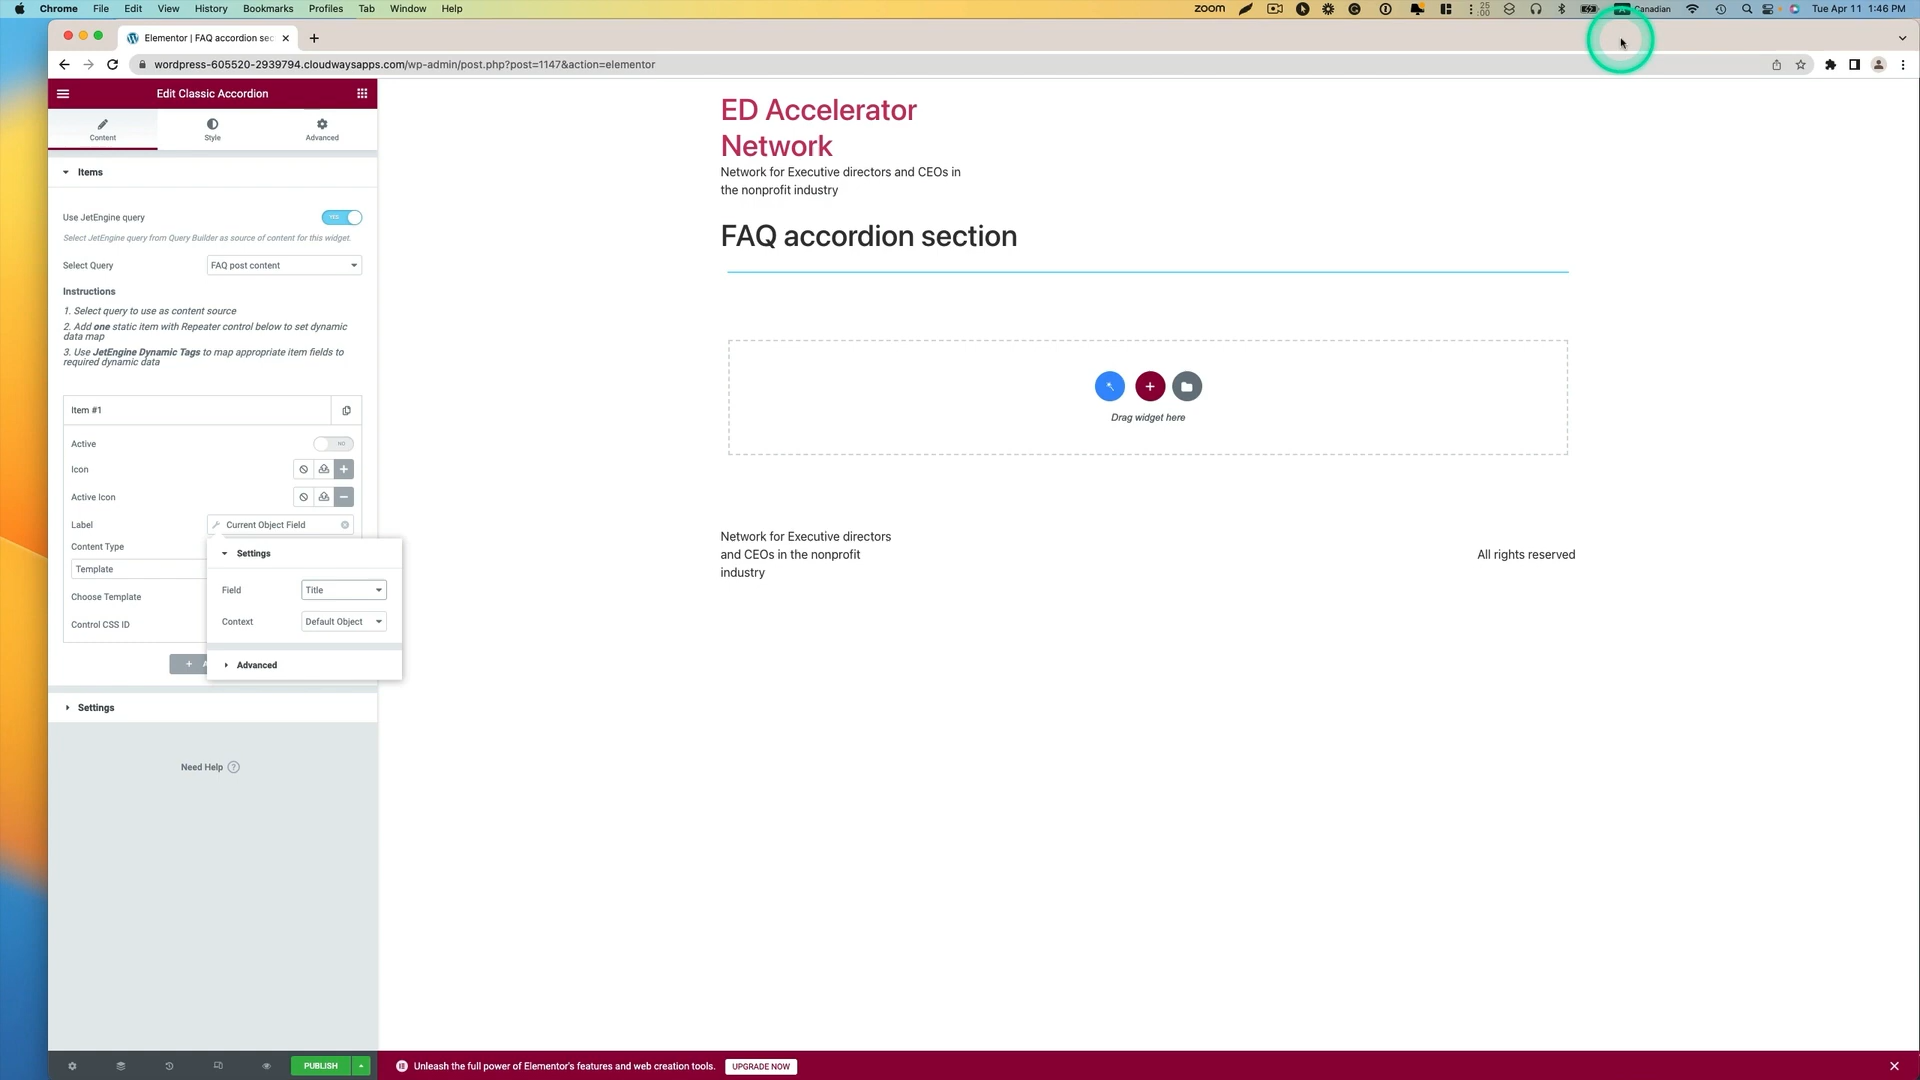 Chrome File Edit View History Bookmarks Profiles Tab Window Help
zoom 25 :00 Canadian Tue Apr 11 1:46 PM
Elementor | FAQ accordion sec
wordpress-605520-2939794.cloudwaysapps.com/wp-admin/post.php?post=1147&action=elementor
Edit Classic Accordion
Content Style Advanced
Items
Use JetEngine query YES
Select JetEngine query from Query Builder as source of content for this widget.
Select Query FAQ post content
Instructions
1. Select query to use as content source
2. Add one static item with Repeater control below to set dynamic
data map
3. Use JetEngine Dynamic Tags to map appropriate item fields to
required dynamic data
Item #1
Active NO
Icon
Active Icon
Label Current Object Field
Content Type
Template
Choose Template
Control CSS ID
Settings
Field Title
Context Default Object
Advanced
Settings
Need Help ?
PUBLISH
ED Accelerator
Network
Network for Executive directors and CEOs in
the nonprofit industry
FAQ accordion section
Drag widget here
Network for Executive directors
and CEOs in the nonprofit
industry
All rights reserved
Unleash the full power of Elementor's features and web creation tools. UPGRADE NOW